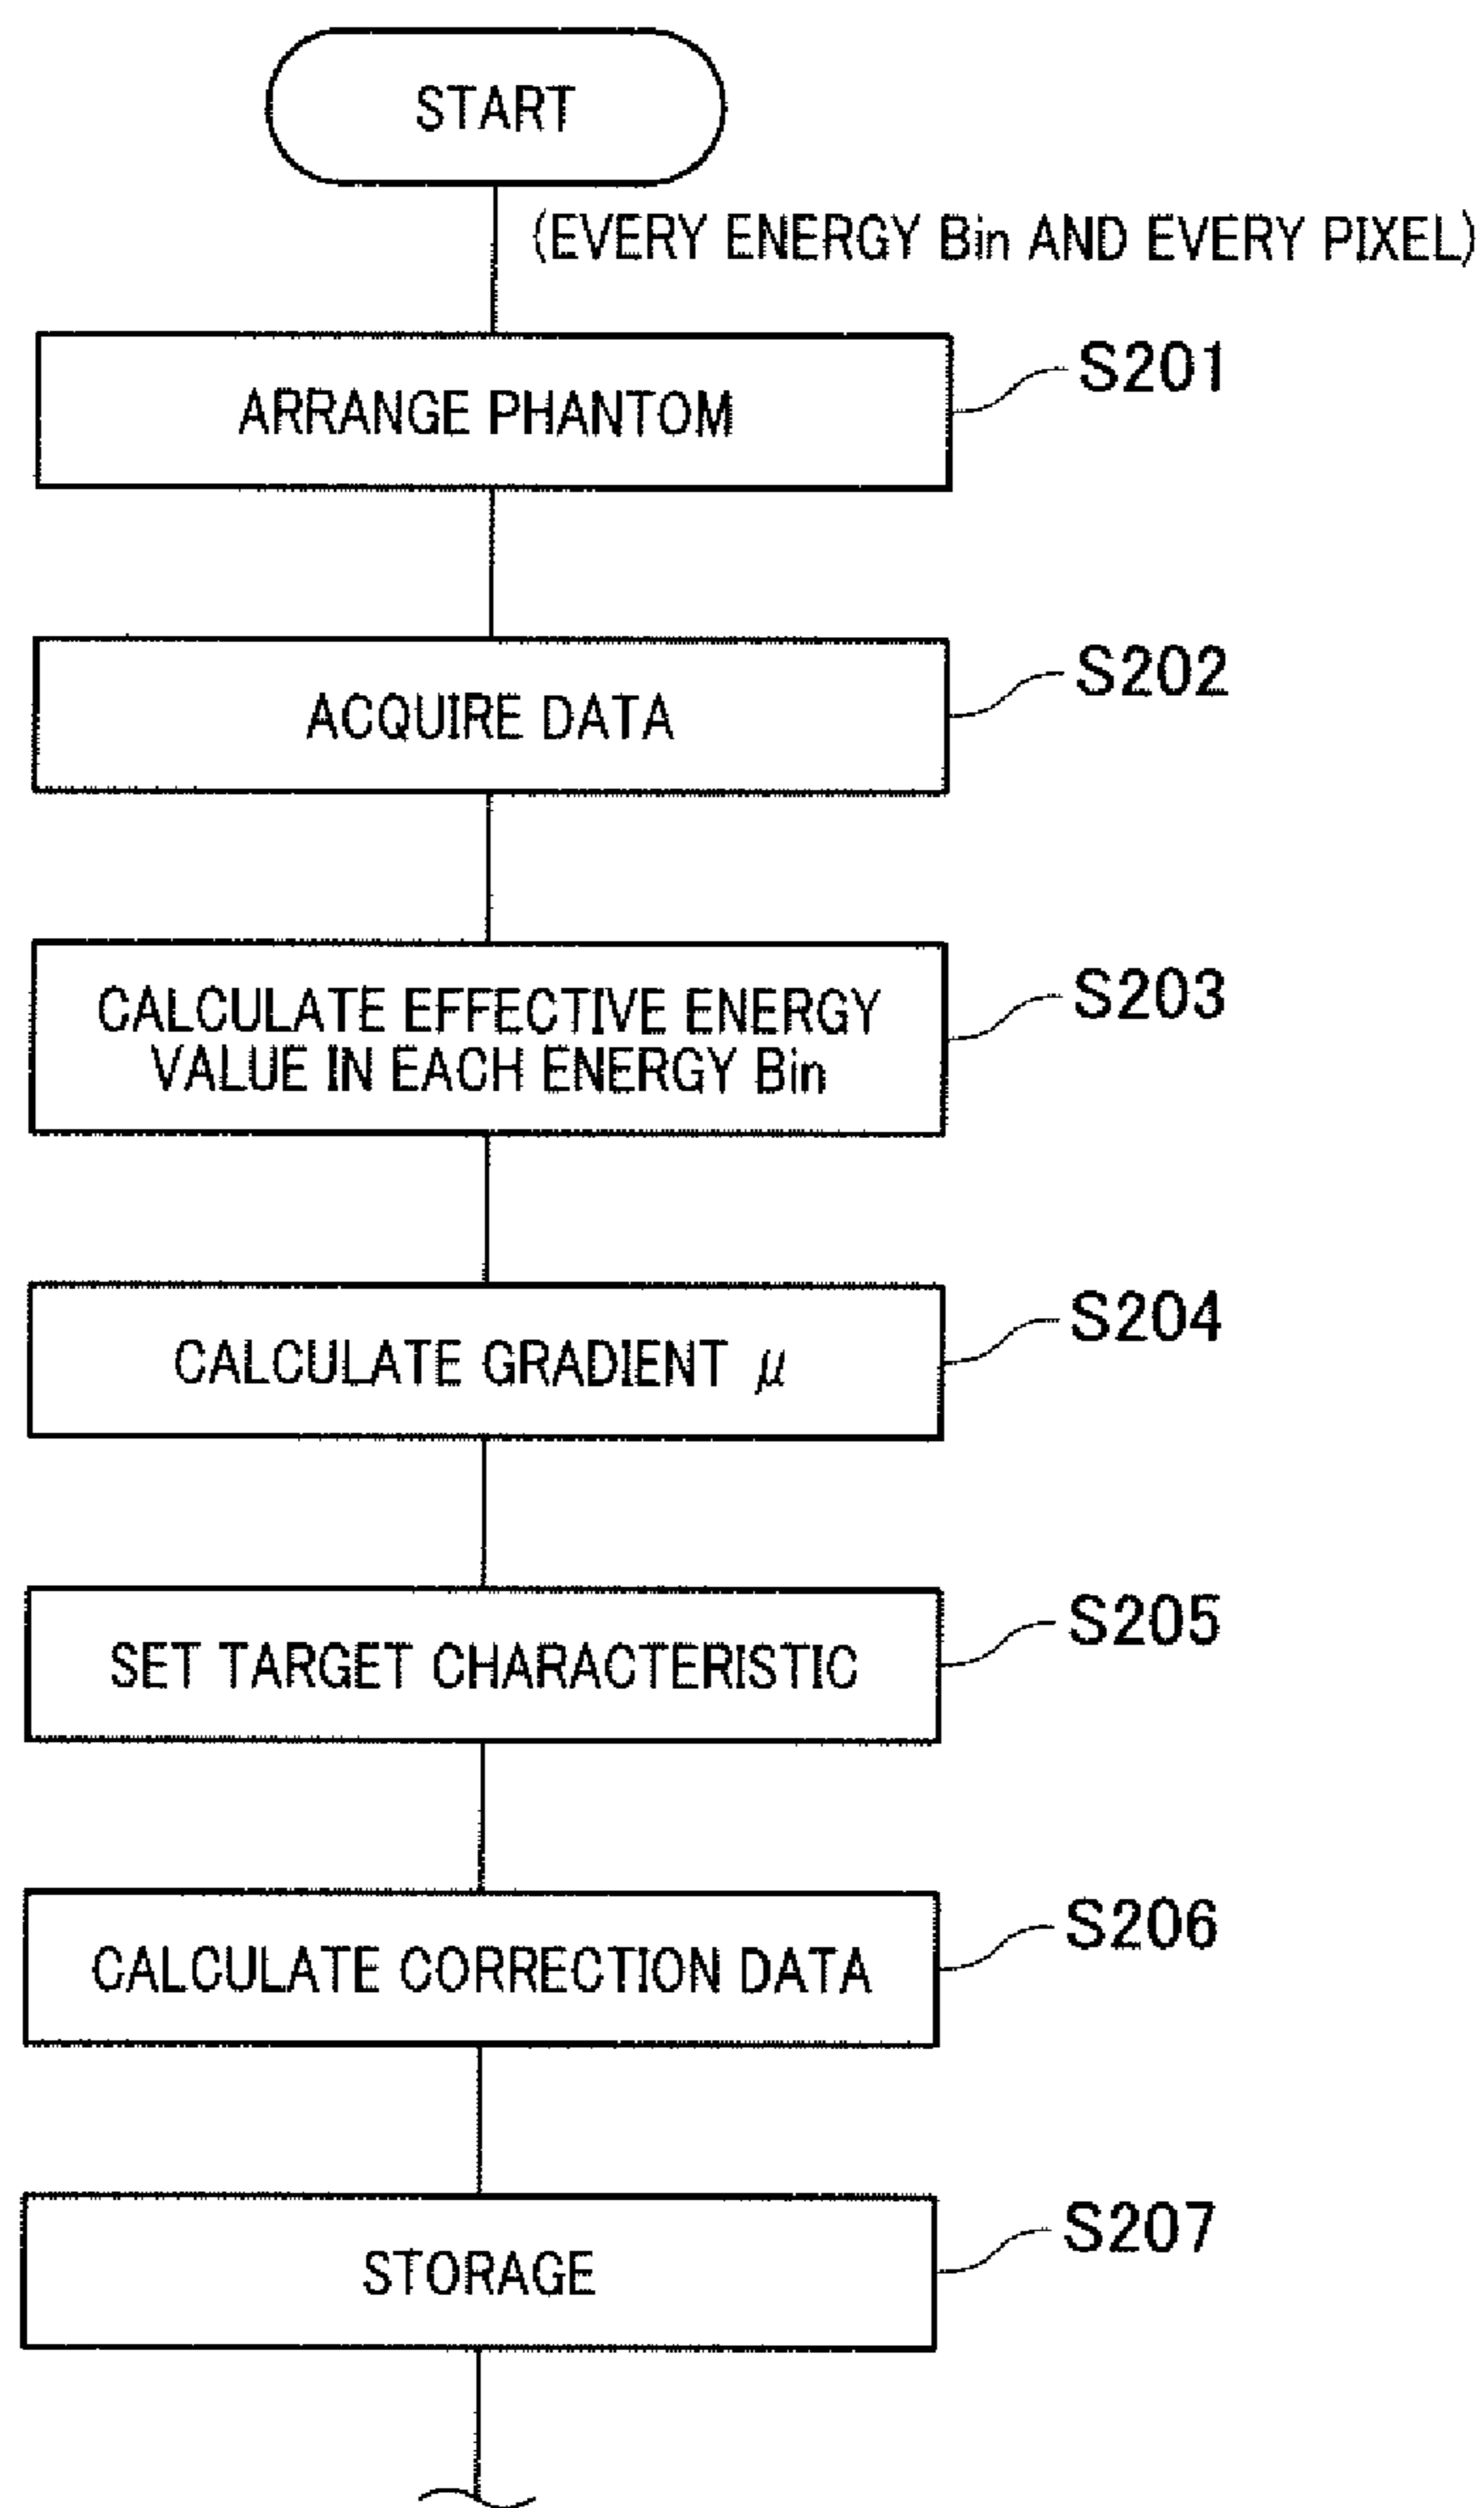 START
(EVERY ENERGY Bin AND EVERY PIXEL)
ARRANGE PHANTOM
S201
ACQUIRE DATA
S202
CALCULATE EFFECTIVE ENERGY
VALUE IN EACH ENERGY Bin
S203
CALCULATE GRADIENT μ
S204
SET TARGET CHARACTERISTIC
S205
CALCULATE CORRECTION DATA
S206
STORAGE
S207